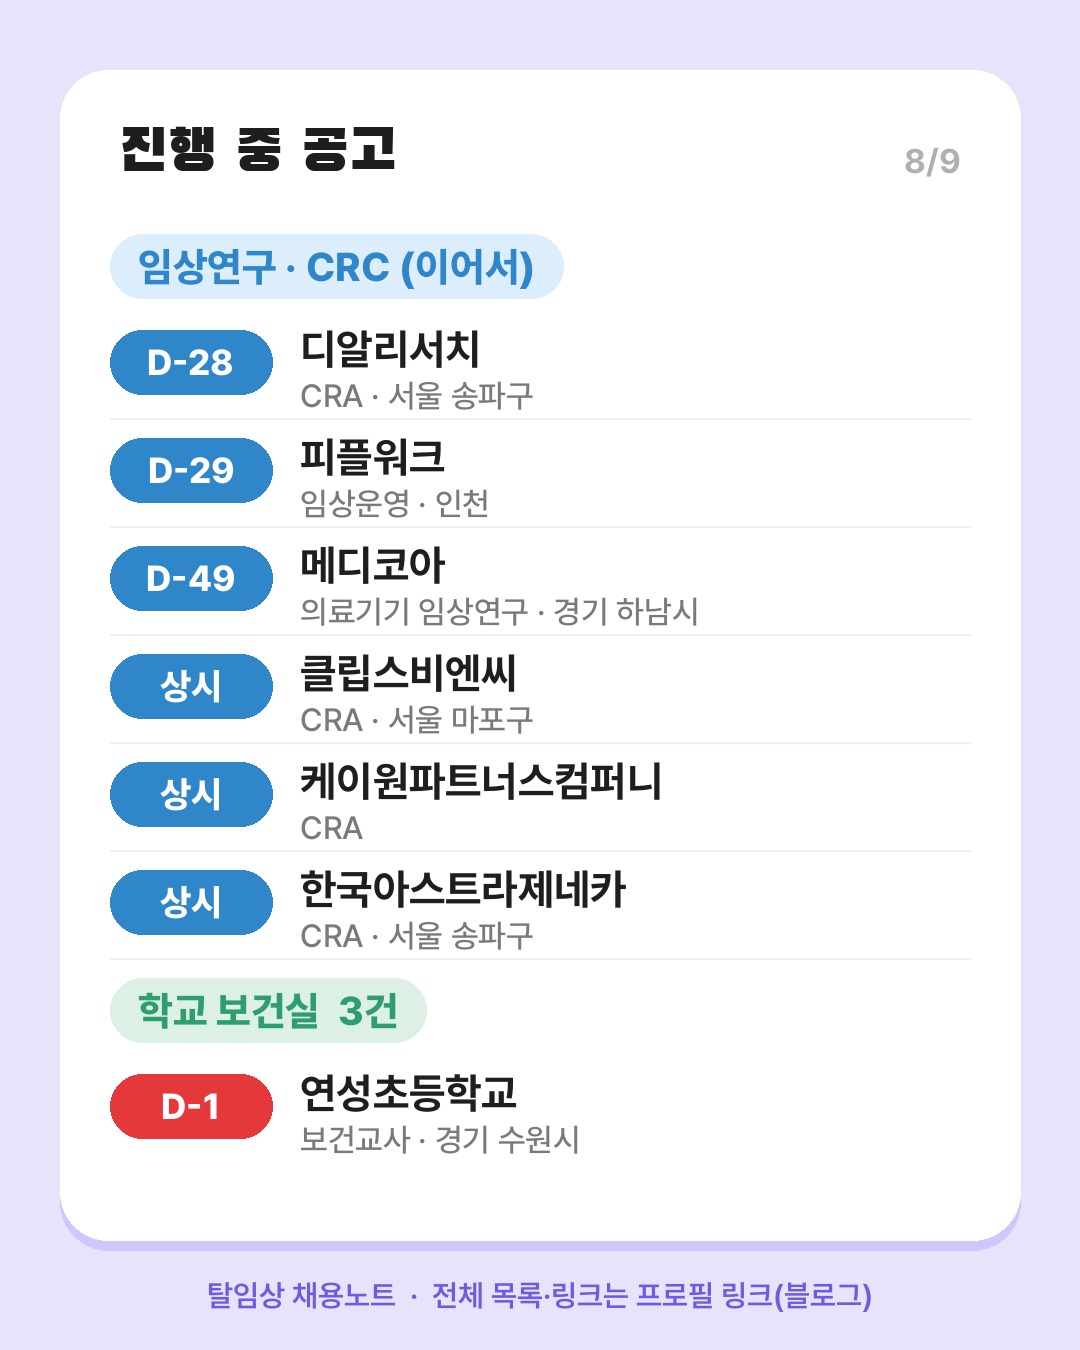 진행 중 공고
8/9
임상연구 · CRC (이어서)
D-28
디알리서치
CRA · 서울 송파구
D-29
피플워크
임상운영 · 인천
D-49
메디코아
의료기기 임상연구 · 경기 하남시
상시
클립스비엔씨
CRA · 서울 마포구
상시
케이원파트너스컴퍼니
CRA
상시
한국아스트라제네카
CRA · 서울 송파구
학교 보건실 3건
D-1
연성초등학교
보건교사 · 경기 수원시
탈임상 채용노트 · 전체 목록·링크는 프로필 링크(블로그)